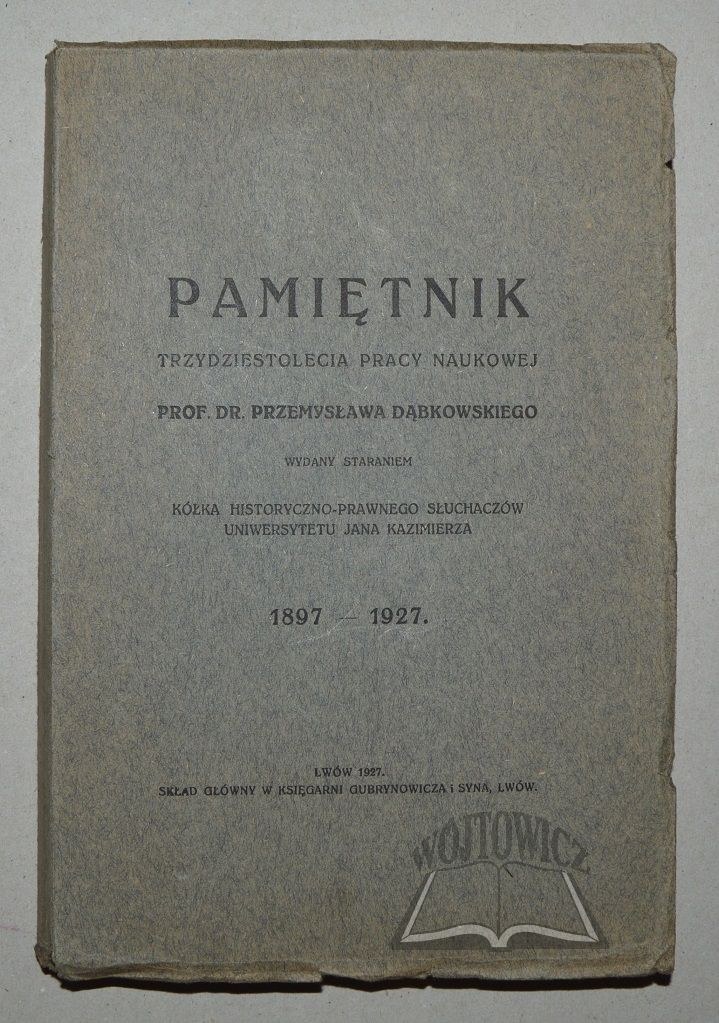 PAMIĘTNIK
TRZYDZIESTOLECIA PRACY NAUKOWEJ
PROF. DR. PRZEMYSŁAWA DĄBKOWSKIEGO
WYDANY STARANIEM
KÓŁKA HISTORYCZNO-PRAWNEGO SŁUCHACZÓW
UNIWERSYTETU JANA KAZIMIERZA
1897 — 1927.
LWÓW 1927.
SKŁAD GŁÓWNY W KSIĘGARNI GUBRYNOWICZA i SYNA, LWÓW.
WÓJTOWICZ